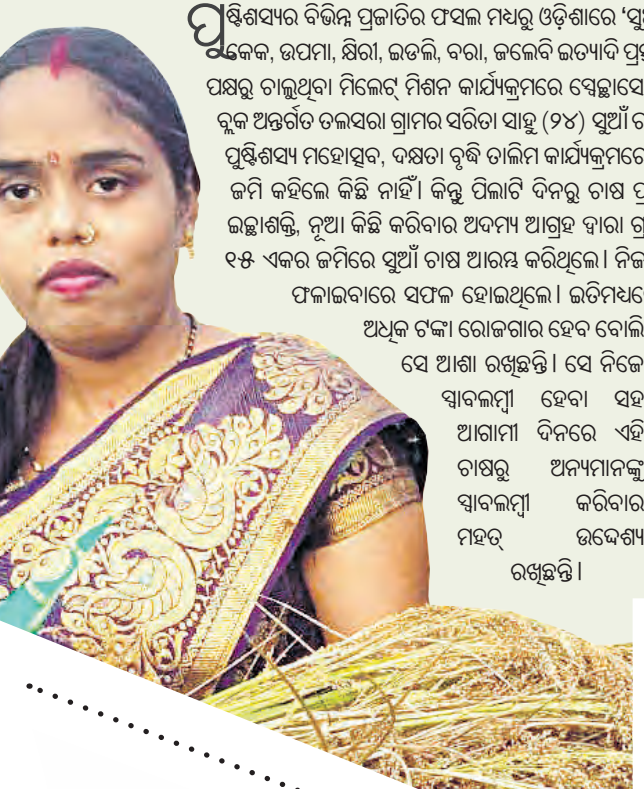 ପୁଷ୍ଟିଶସ୍ୟର ବିଭିନ୍ନ ପ୍ରଜାତିର ଫସଲ ମଧ୍ୟରୁ ଓଡ଼ିଶାରେ
କେକ, ଉପମା, କ୍ଷିରୀ, ଇଡଲି, ବରା, ଜଲେବି ଇତ୍ୟାଦି
ପକ୍ଷରୁ ଚାଲୁଥିବା ମିଲେଟ୍ ମିଶନ କାର୍ଯ୍ୟକ୍ରମରେ
ବ୍ଲକ ଅନ୍ତର୍ଗତ ତଲସରା ଗ୍ରାମର ସରିତା ସାହୁ (୨୪) ସୁଆଁ
ପୁଷ୍ଟିଶସ୍ୟ ମହୋତ୍ସବ, ଦକ୍ଷତା ବୃଦ୍ଧି ତାଲିମ କାର୍ଯ୍ୟକ୍ରମରେ
ଜମି କହିଲେ କିଛି ନାହିଁ। କିନ୍ତୁ ପିଲାଟି ଦିନରୁ ଚାଷ
ଇଚ୍ଛାଶକ୍ତି, ନୂଆ କିଛି କରିବାର ଅଦମ୍ୟ ଆଗ୍ରହ ଦ୍ୱାରା
୧୫ ଏକର ଜମିରେ ସୁଆଁ ଚାଷ ଆରମ୍ଭ କରିଥିଲେ। ନିଜ
ଫଳାଇବାରେ ସଫଳ ହୋଇଥିଲେ। ଇତିମଧ୍ୟରେ
ଅଧିକ ଟଙ୍କା ରୋଜଗାର ହେବ ବୋଲି
ସେ ଆଶା ରଖିଛନ୍ତି। ସେ ନିଜେ
ସ୍ୱାବଲମ୍ବୀ ହେବା ସହ
ଆଗାମୀ ଦିନରେ ଏହି
ଚାଷରୁ ଅନ୍ୟମାନଙ୍କୁ
ସ୍ୱାବଲମ୍ବୀ କରିବାର
ମହତ୍ ଉଦ୍ଦେଶ୍ୟ
ରଖିଛନ୍ତି।